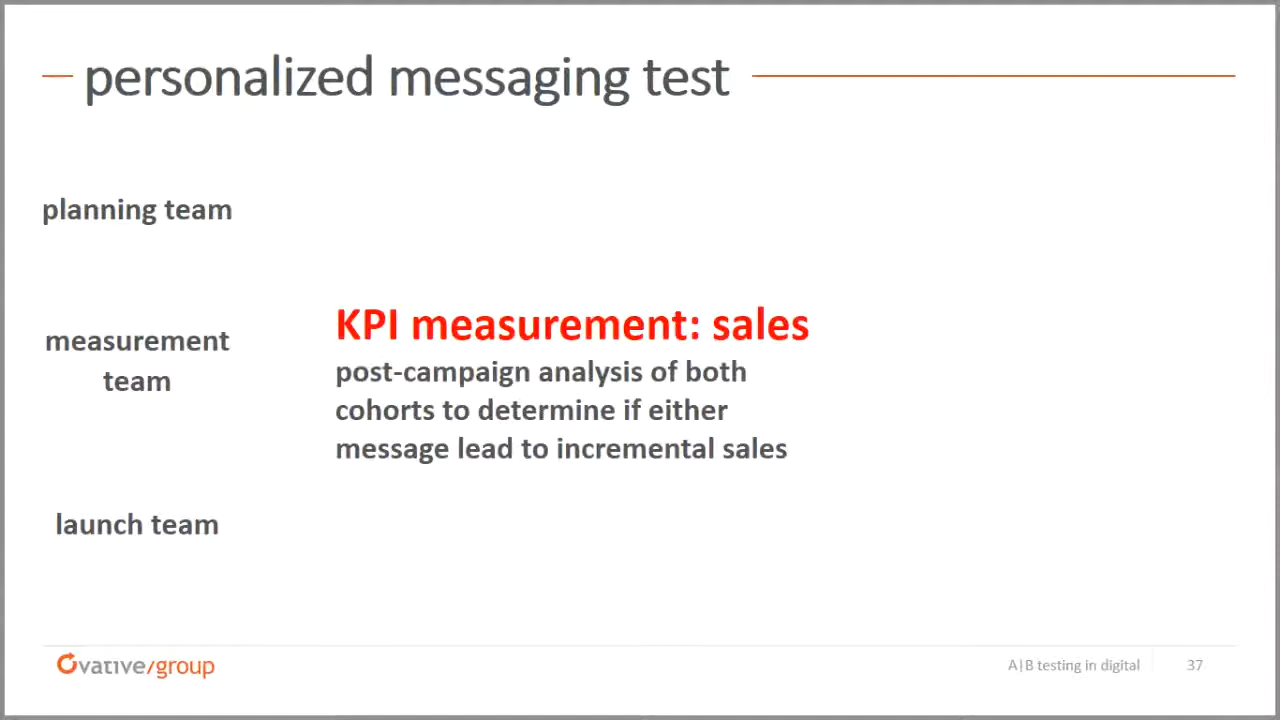 personalized messaging test
planning team
measurement
team
KPI measurement: sales
post-campaign analysis of both
cohorts to determine if either
message lead to incremental sales
launch team
Ovative/group
A|B testing in digital
37